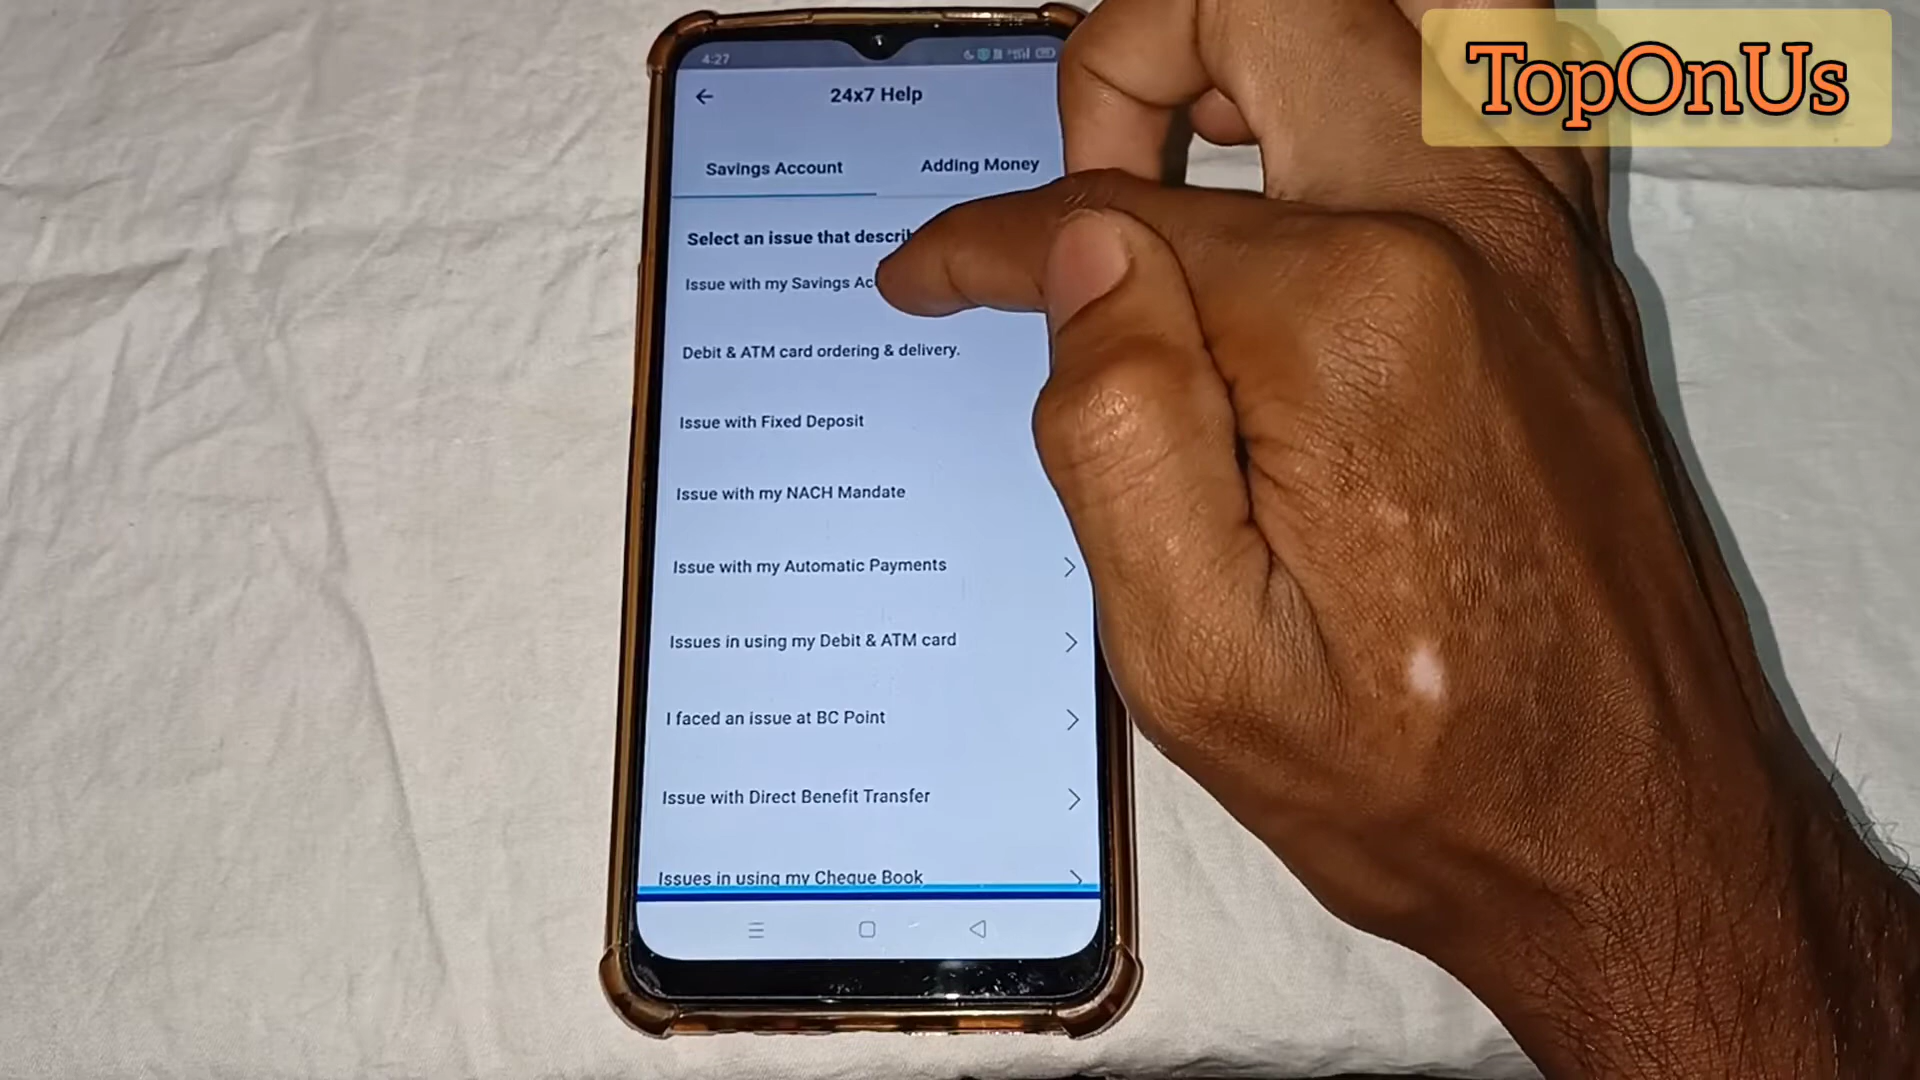 TopOnUs
4:27
24x7 Help
Savings Account
Adding Money
Select an issue that
Issue with my Savings
Debit & ATM card ordering & delivery.
Issue with Fixed Deposit
Issue with my NACH Mandate
Issue with my Automatic Payments
Issues in using my Debit & ATM card
I faced an issue at BC Point
Issue with Direct Benefit Transfer
Issues in using my Cheque Book